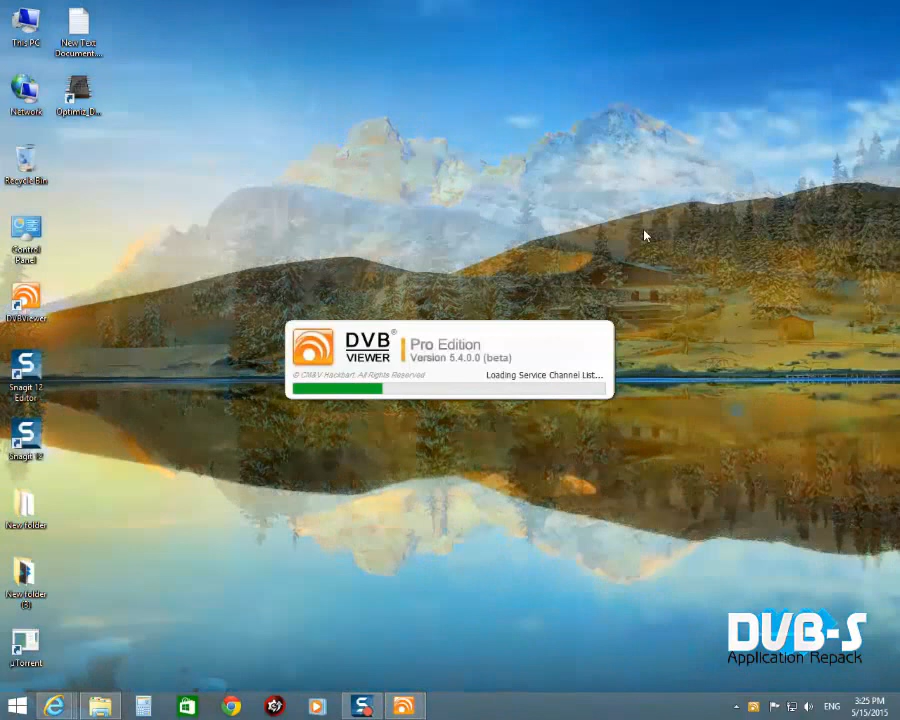 This PC
New Text
Document....
Network
Optimiz_D...
Recycle Bin
Control
Panel
DVBViewer
Snagit 12
Editor
Snagit 12
New folder
New folder
(3)
µTorrent
DVB®
VIEWER
Pro Edition
Version 5.4.0.0 (beta)
© CM&V Hackbart. All Rights Reserved
Loading Service Channel List...
DVB-S
Application Repack
ENG
3:25 PM
5/15/2015